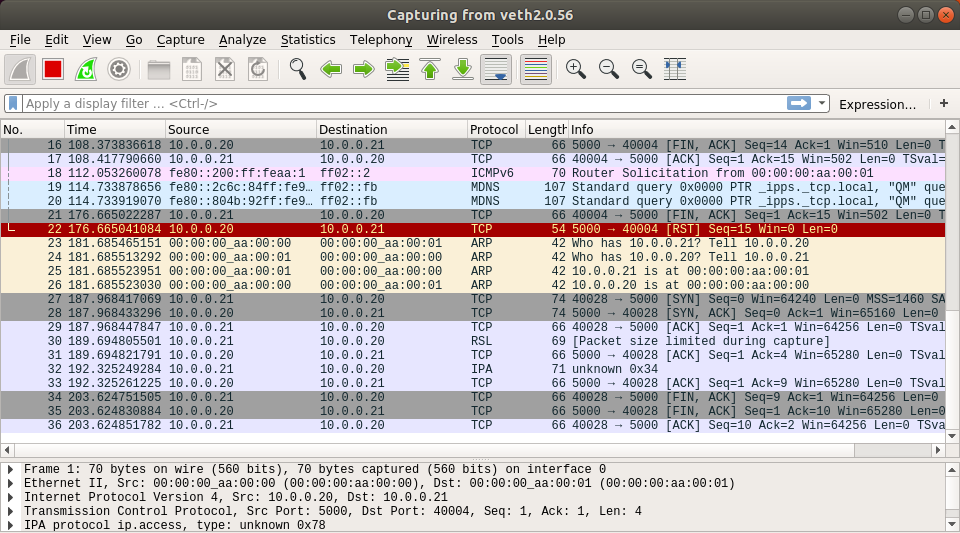 Capturing from veth2.0.56
File Edit View Go Capture Analyze Statistics Telephony Wireless Tools Help
Apply a display filter ... <Ctrl-/> Expression... +
No. Time Source Destination Protocol Length Info
16 108.373836618 10.0.0.20 10.0.0.21 TCP 66 5000 → 40004 [FIN, ACK] Seq=14 Ack=1 Win=510 Len=0 T
17 108.417790660 10.0.0.21 10.0.0.20 TCP 66 40004 → 5000 [ACK] Seq=1 Ack=15 Win=502 Len=0 TSval=
18 112.053260078 fe80::200:ff:feaa:1 ff02::2 ICMPv6 70 Router Solicitation from 00:00:00:aa:00:01
19 114.733878656 fe80::2c6c:84ff:fe9… ff02::fb MDNS 107 Standard query 0x0000 PTR _ipps._tcp.local, "QM" que
20 114.733919070 fe80::804b:92ff:fe9… ff02::fb MDNS 107 Standard query 0x0000 PTR _ipps._tcp.local, "QM" que
21 176.665022287 10.0.0.21 10.0.0.20 TCP 66 40004 → 5000 [FIN, ACK] Seq=1 Ack=15 Win=502 Len=0 T
22 176.665041084 10.0.0.20 10.0.0.21 TCP 54 5000 → 40004 [RST] Seq=15 Win=0 Len=0
23 181.685465151 00:00:00_aa:00:00 00:00:00_aa:00:01 ARP 42 Who has 10.0.0.21? Tell 10.0.0.20
24 181.685513292 00:00:00_aa:00:01 00:00:00_aa:00:00 ARP 42 Who has 10.0.0.20? Tell 10.0.0.21
25 181.685523951 00:00:00_aa:00:01 00:00:00_aa:00:00 ARP 42 10.0.0.21 is at 00:00:00:aa:00:01
26 181.685523030 00:00:00_aa:00:00 00:00:00_aa:00:01 ARP 42 10.0.0.20 is at 00:00:00:aa:00:00
27 187.968417069 10.0.0.21 10.0.0.20 TCP 74 40028 → 5000 [SYN] Seq=0 Win=64240 Len=0 MSS=1460 SA
28 187.968433296 10.0.0.20 10.0.0.21 TCP 74 5000 → 40028 [SYN, ACK] Seq=0 Ack=1 Win=65160 Len=0
29 187.968447847 10.0.0.21 10.0.0.20 TCP 66 40028 → 5000 [ACK] Seq=1 Ack=1 Win=64256 Len=0 TSval
30 189.694805501 10.0.0.21 10.0.0.20 RSL 69 [Packet size limited during capture]
31 189.694821791 10.0.0.20 10.0.0.21 TCP 66 5000 → 40028 [ACK] Seq=1 Ack=4 Win=65280 Len=0 TSval
32 192.325249284 10.0.0.21 10.0.0.20 IPA 71 unknown 0x34
33 192.325261225 10.0.0.20 10.0.0.21 TCP 66 5000 → 40028 [ACK] Seq=1 Ack=9 Win=65280 Len=0 TSval
34 203.624751505 10.0.0.21 10.0.0.20 TCP 66 40028 → 5000 [FIN, ACK] Seq=9 Ack=1 Win=64256 Len=0
35 203.624830884 10.0.0.20 10.0.0.21 TCP 66 5000 → 40028 [FIN, ACK] Seq=1 Ack=10 Win=65280 Len=0
36 203.624851782 10.0.0.21 10.0.0.20 TCP 66 40028 → 5000 [ACK] Seq=10 Ack=2 Win=64256 Len=0 TSva
Frame 1: 70 bytes on wire (560 bits), 70 bytes captured (560 bits) on interface 0
Ethernet II, Src: 00:00:00_aa:00:00 (00:00:00:aa:00:00), Dst: 00:00:00_aa:00:01 (00:00:00:aa:00:01)
Internet Protocol Version 4, Src: 10.0.0.20, Dst: 10.0.0.21
Transmission Control Protocol, Src Port: 5000, Dst Port: 40004, Seq: 1, Ack: 1, Len: 4
IPA protocol ip.access, type: unknown 0x78